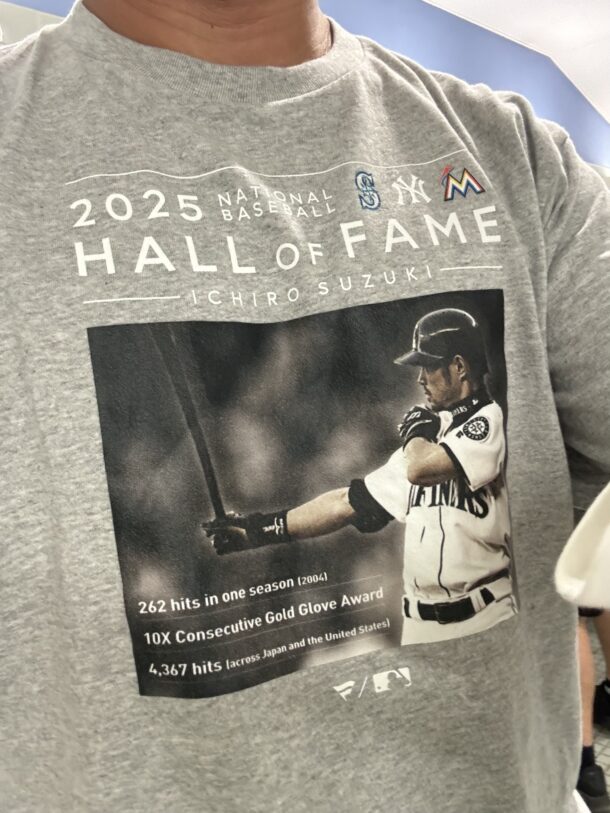 2025 NATIONAL BASEBALL
HALL OF FAME
ICHIRO SUZUKI
262 hits in one season (2004)
10X Consecutive Gold Glove Award
4,367 hits (across Japan and the United States)